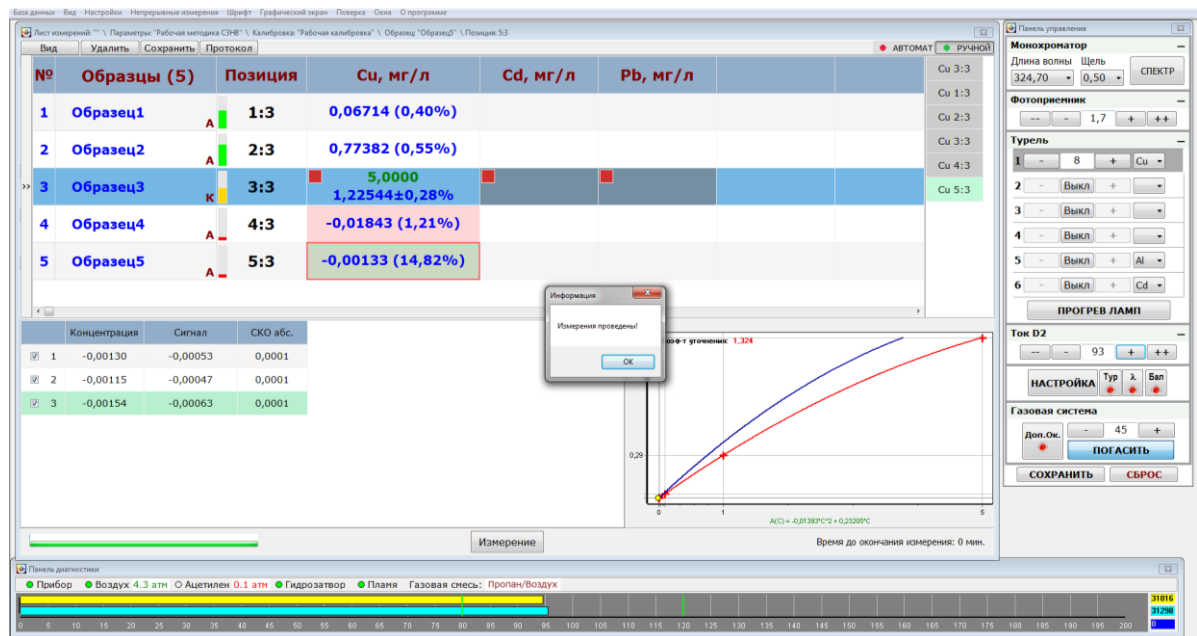 База данных Вид Настройки Непрерывные измерения Шрифт Графический экран Поверка Окна О программе
Лист измерений: "" \ Параметры: "Рабочая методика СЗН8" \ Калибровка: "Рабочая калибровка" \ Образец: "Образец5" \ Позиция: 5:3
Вид Удалить Сохранить Протокол АВТОМАТ РУЧНОЙ
№ Образцы (5) Позиция Cu, мг/л Cd, мг/л Pb, мг/л
1 Образец1 А 1:3 0,06714 (0,40%)
2 Образец2 А 2:3 0,77382 (0,55%)
>> 3 Образец3 К 3:3 5,0000
1,22544±0,28%
4 Образец4 А 4:3 -0,01843 (1,21%)
5 Образец5 А 5:3 -0,00133 (14,82%)
Cu 3:3
Cu 1:3
Cu 2:3
Cu 3:3
Cu 4:3
Cu 5:3
Концентрация Сигнал СКО абс.
1 -0,00130 -0,00053 0,0001
2 -0,00115 -0,00047 0,0001
3 -0,00154 -0,00063 0,0001
Информация
Измерения проведены!
OK
эф-т уточнения: 1,324
0,29
0 1 5
A(C) = -0,01393*C^2 + 0,23205*C
Измерение
Время до окончания измерения: 0 мин.
Панель управления
Монохроматор
Длина волны Щель
324,70 0,50 СПЕКТР
Фотоприемник
-- - 1,7 + ++
Турель
1 - 8 + Cu
2 - Выкл +
3 - Выкл +
4 - Выкл +
5 - Выкл + Al
6 - Выкл + Cd
ПРОГРЕВ ЛАМП
Ток D2
-- - 93 + ++
НАСТРОЙКА Тур λ Бал
Газовая система
Доп.Ок. - 45 +
ПОГАСИТЬ
СОХРАНИТЬ СБРОС
Панель диагностики
Прибор Воздух 4.3 атм Ацетилен 0.1 атм Гидрозатвор Пламя Газовая смесь: Пропан/Воздух
31016
31298
0
0 5 10 15 20 25 30 35 40 45 50 55 60 65 70 75 80 85 90 95 100 105 110 115 120 125 130 135 140 145 150 155 160 165 170 175 180 185 190 195 200